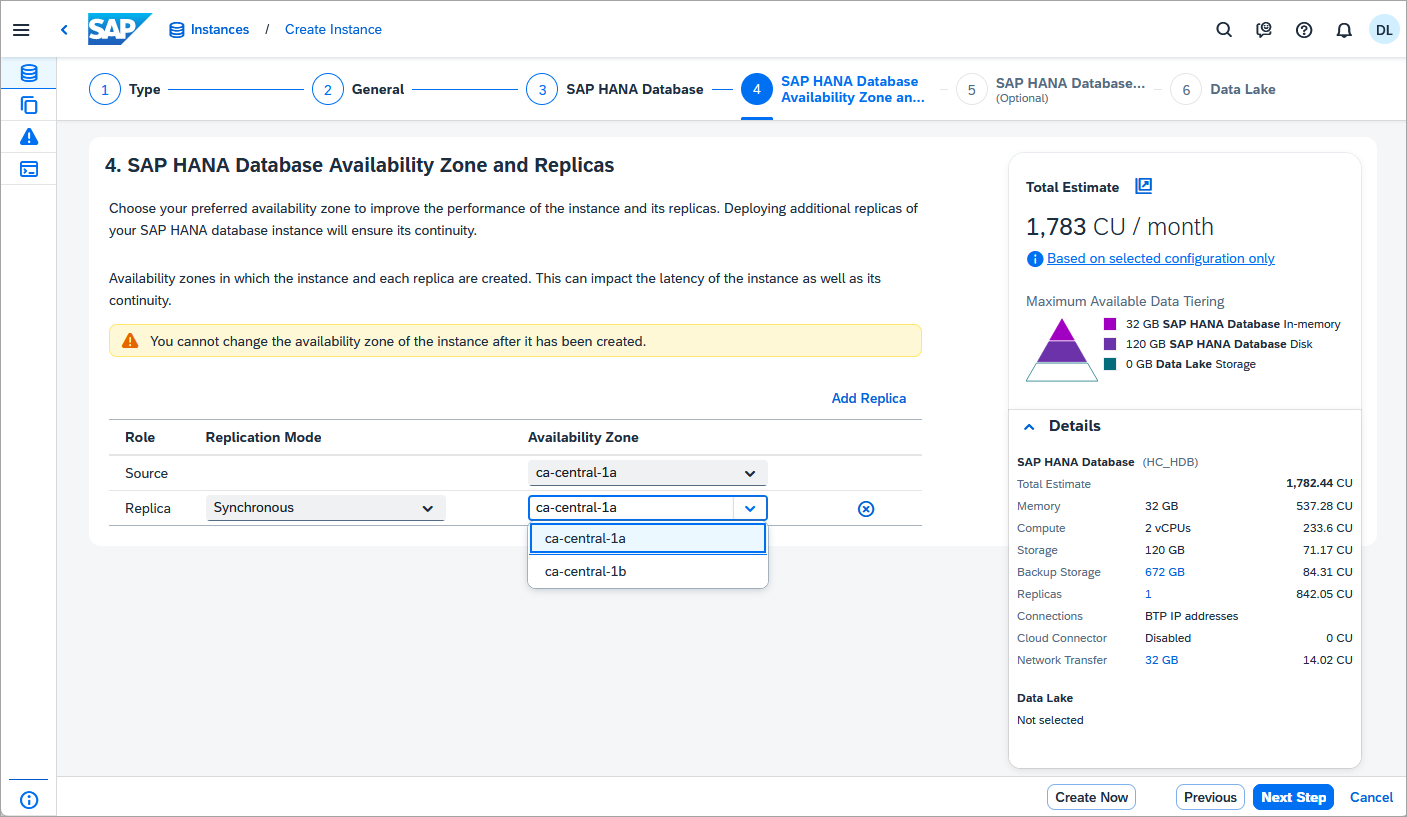 SAP Instances / Create Instance DL
1 Type 2 General 3 SAP HANA Database 4 SAP HANA Database Availability Zone an... 5 SAP HANA Database... (Optional) 6 Data Lake
4. SAP HANA Database Availability Zone and Replicas
Choose your preferred availability zone to improve the performance of the instance and its replicas. Deploying additional replicas of
your SAP HANA database instance will ensure its continuity.
Availability zones in which the instance and each replica are created. This can impact the latency of the instance as well as its
continuity.
You cannot change the availability zone of the instance after it has been created.
Add Replica
Role Replication Mode Availability Zone
Source ca-central-1a
Replica Synchronous ca-central-1a
ca-central-1a
ca-central-1b
Total Estimate
1,783 CU / month
Based on selected configuration only
Maximum Available Data Tiering
32 GB SAP HANA Database In-memory
120 GB SAP HANA Database Disk
0 GB Data Lake Storage
Details
SAP HANA Database (HC_HDB)
Total Estimate 1,782.44 CU
Memory 32 GB 537.28 CU
Compute 2 vCPUs 233.6 CU
Storage 120 GB 71.17 CU
Backup Storage 672 GB 84.31 CU
Replicas 1 842.05 CU
Connections BTP IP addresses
Cloud Connector Disabled 0 CU
Network Transfer 32 GB 14.02 CU
Data Lake
Not selected
Create Now Previous Next Step Cancel